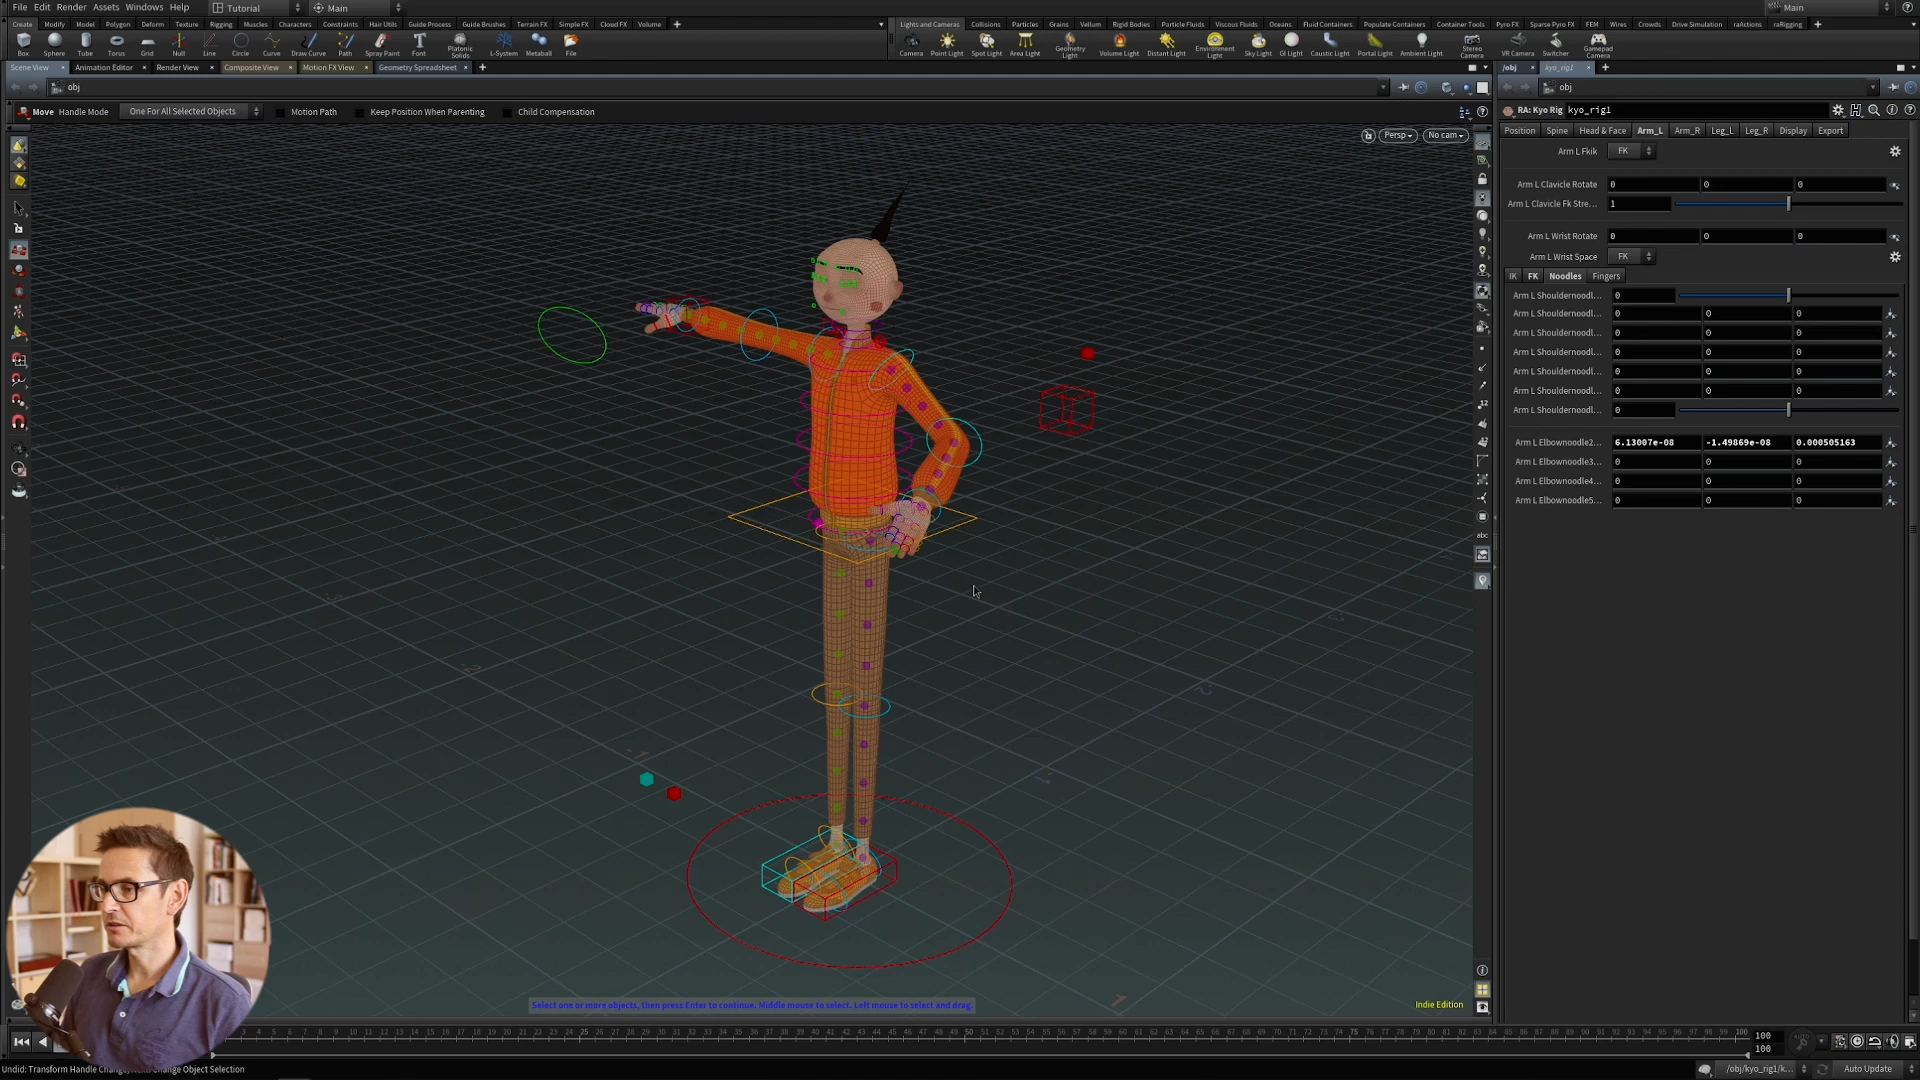 File Edit Render Assets Windows Help Tutorial Main Main
Create Modify Model Polygon Deform Texture Rigging Muscles Characters Constraints Hair Utils Guide Process Guide Brushes Terrain FX Simple FX Cloud FX Volume
Lights and Cameras Collisions Particles Grains Vellum Rigid Bodies Particle Fluids Viscous Fluids Oceans Fluid Containers Populate Containers Container Tools Pyro FX Sparse Pyro FX FEM Wires Crowds Drive Simulation raActions raRigging
Box Sphere Tube Torus Grid Null Line Circle Curve Draw Curve Path Spray Paint Font Platonic Solids L-System Metaball File
Camera Point Light Spot Light Area Light Geometry Light Volume Light Distant Light Environment Light Sky Light GI Light Caustic Light Portal Light Ambient Light Stereo Camera VR Camera Switcher Gamepad Camera
Scene View Animation Editor Render View Composite View Motion FX View Geometry Spreadsheet
/obj kyo_rig1
obj
obj
Move Handle Mode One For All Selected Objects Motion Path Keep Position When Parenting Child Compensation
Persp No cam
RA: Kyo Rig kyo_rig1
Position Spine Head & Face Arm_L Arm_R Leg_L Leg_R Display Export
Arm L Fkik FK
Arm L Clavicle Rotate 0 0 0
Arm L Clavicle Fk Stre... 1
Arm L Wrist Rotate 0 0 0
Arm L Wrist Space FK
IK FK Noodles Fingers
Arm L Shouldernoodl... 0
Arm L Shouldernoodl... 0 0 0
Arm L Shouldernoodl... 0 0 0
Arm L Shouldernoodl... 0 0 0
Arm L Shouldernoodl... 0 0 0
Arm L Shouldernoodl... 0 0 0
Arm L Shouldernoodl... 0
Arm L Elbownoodle2... 6.13007e-08 -1.49869e-08 0.000505163
Arm L Elbownoodle3... 0 0 0
Arm L Elbownoodle4... 0 0 0
Arm L Elbownoodle5... 0 0 0
abc
Select one or more objects, then press Enter to continue. Middle mouse to select. Left mouse to select and drag.
Indie Edition
100
100
/obj/kyo_rig1/k... Auto Update